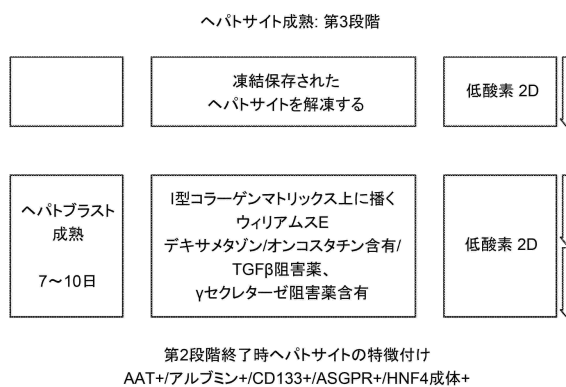 ヘパトサイト成熟: 第3段階
凍結保存された
ヘパトサイトを解凍する
低酸素 2D
ヘパトブラスト
成熟
7～10日
I型コラーゲンマトリックス上に播く
ウィリアムスE
デキサメタゾン/オンコスタチン含有/
TGFβ阻害薬、
γセクレターゼ阻害薬含有
低酸素 2D
第2段階終了時ヘパトサイトの特徴付け
AAT+/アルブミン+/CD133+/ASGPR+/HNF4成体+